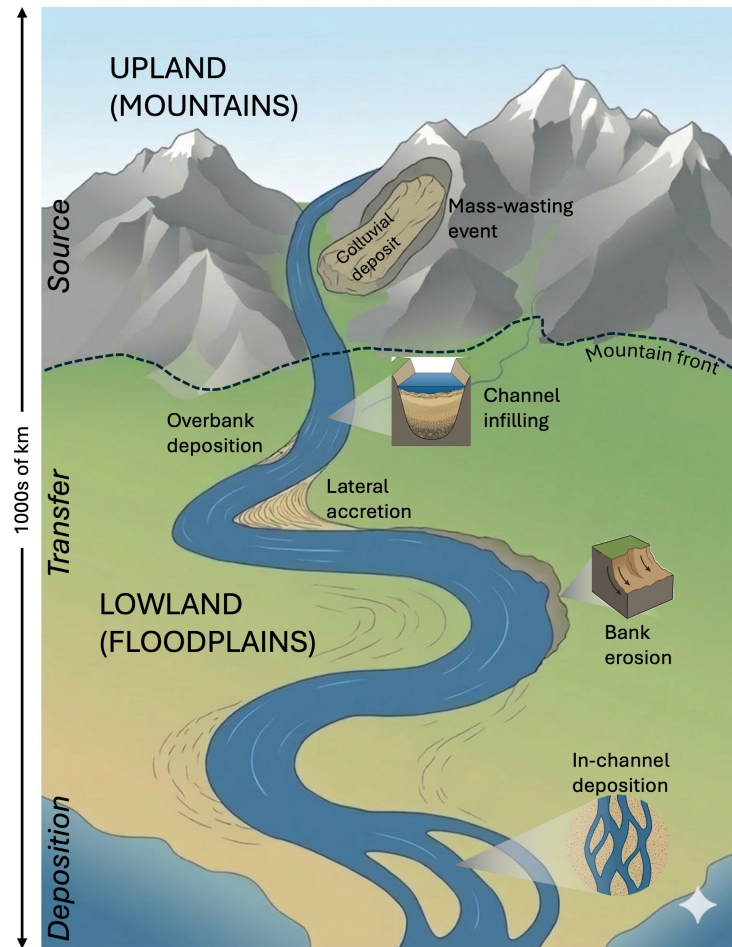 UPLAND
(MOUNTAINS)
Source
Mass-wasting
event
Colluvial
deposit
Mountain front
Channel
infilling
Overbank
deposition
Lateral
accretion
1000s of km
Transfer
LOWLAND
(FLOODPLAINS)
Bank
erosion
In-channel
deposition
Deposition